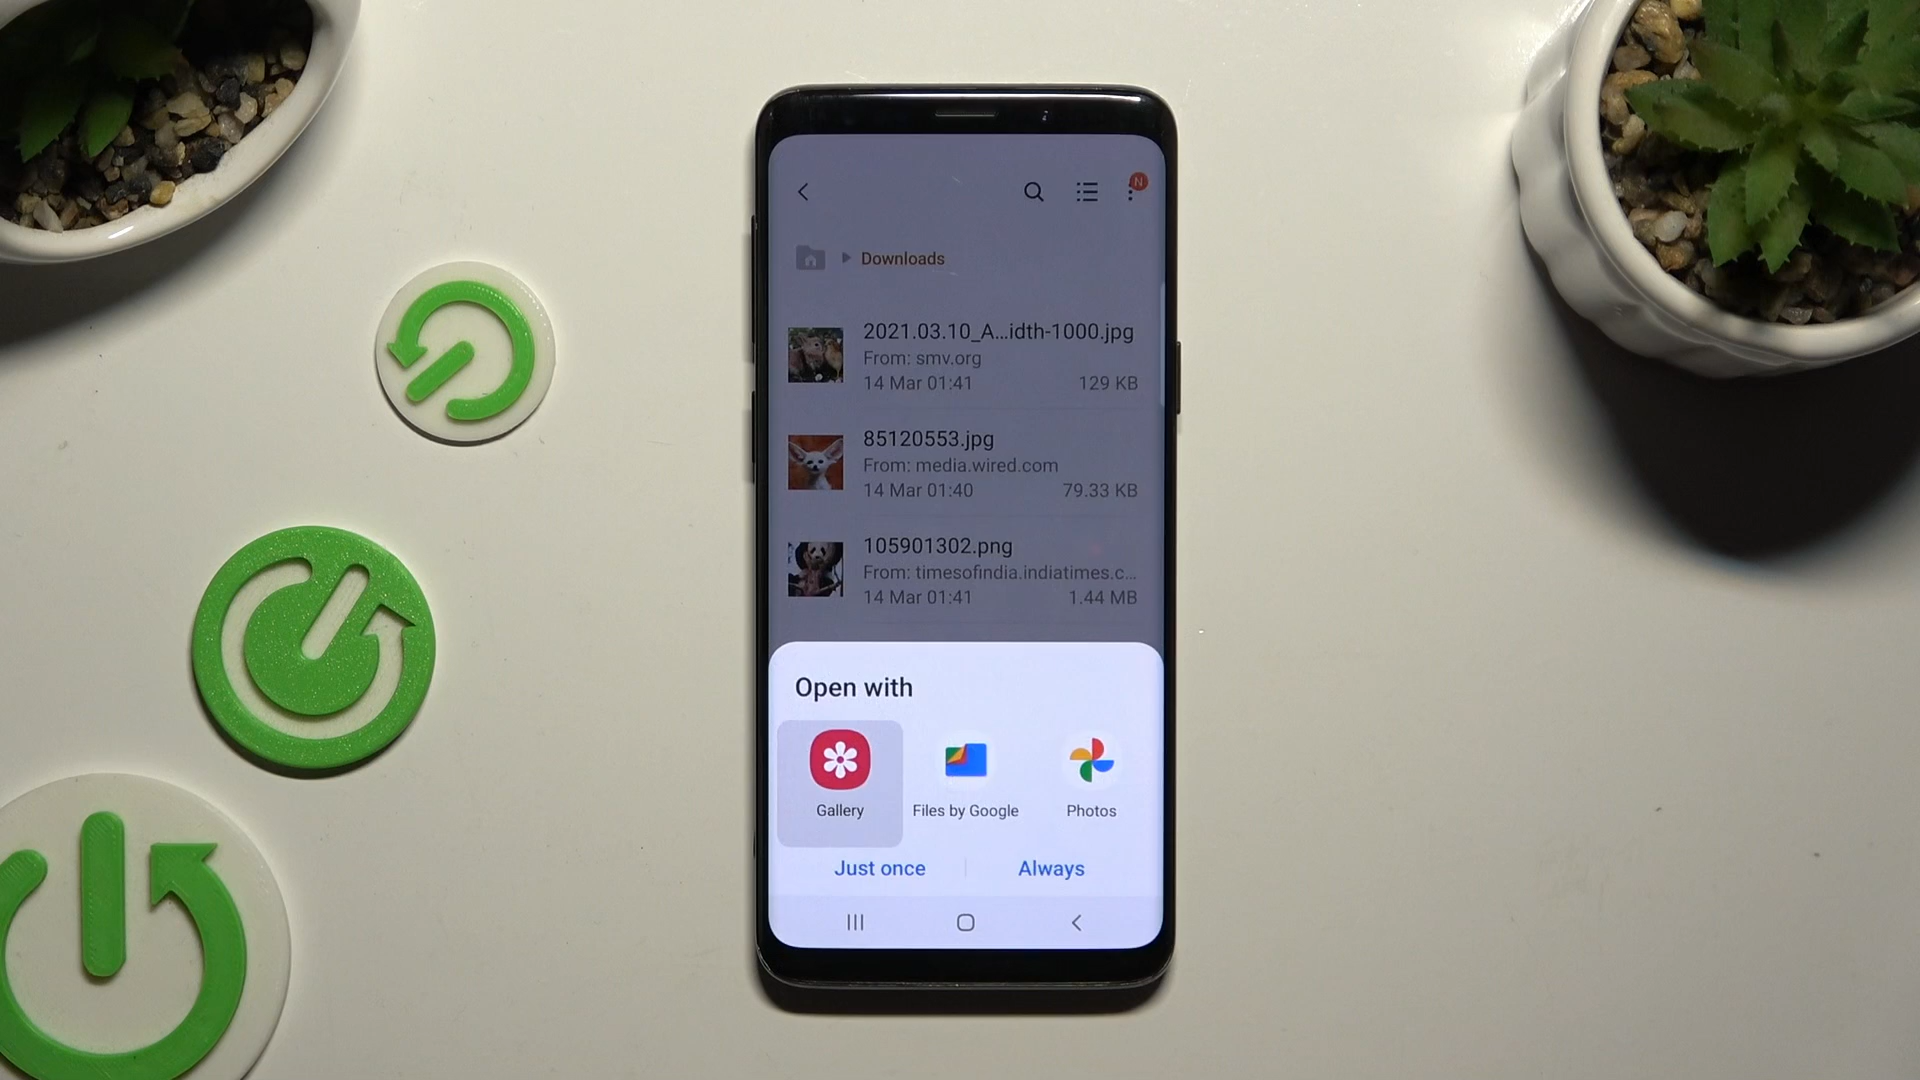 N
Downloads
2021.03.10_A...idth-1000.jpg
From: smv.org
14 Mar 01:41 129 KB
85120553.jpg
From: media.wired.com
14 Mar 01:40 79.33 KB
105901302.png
From: timesofindia.indiatimes.c...
14 Mar 01:41 1.44 MB
Open with
Gallery Files by Google Photos
Just once Always